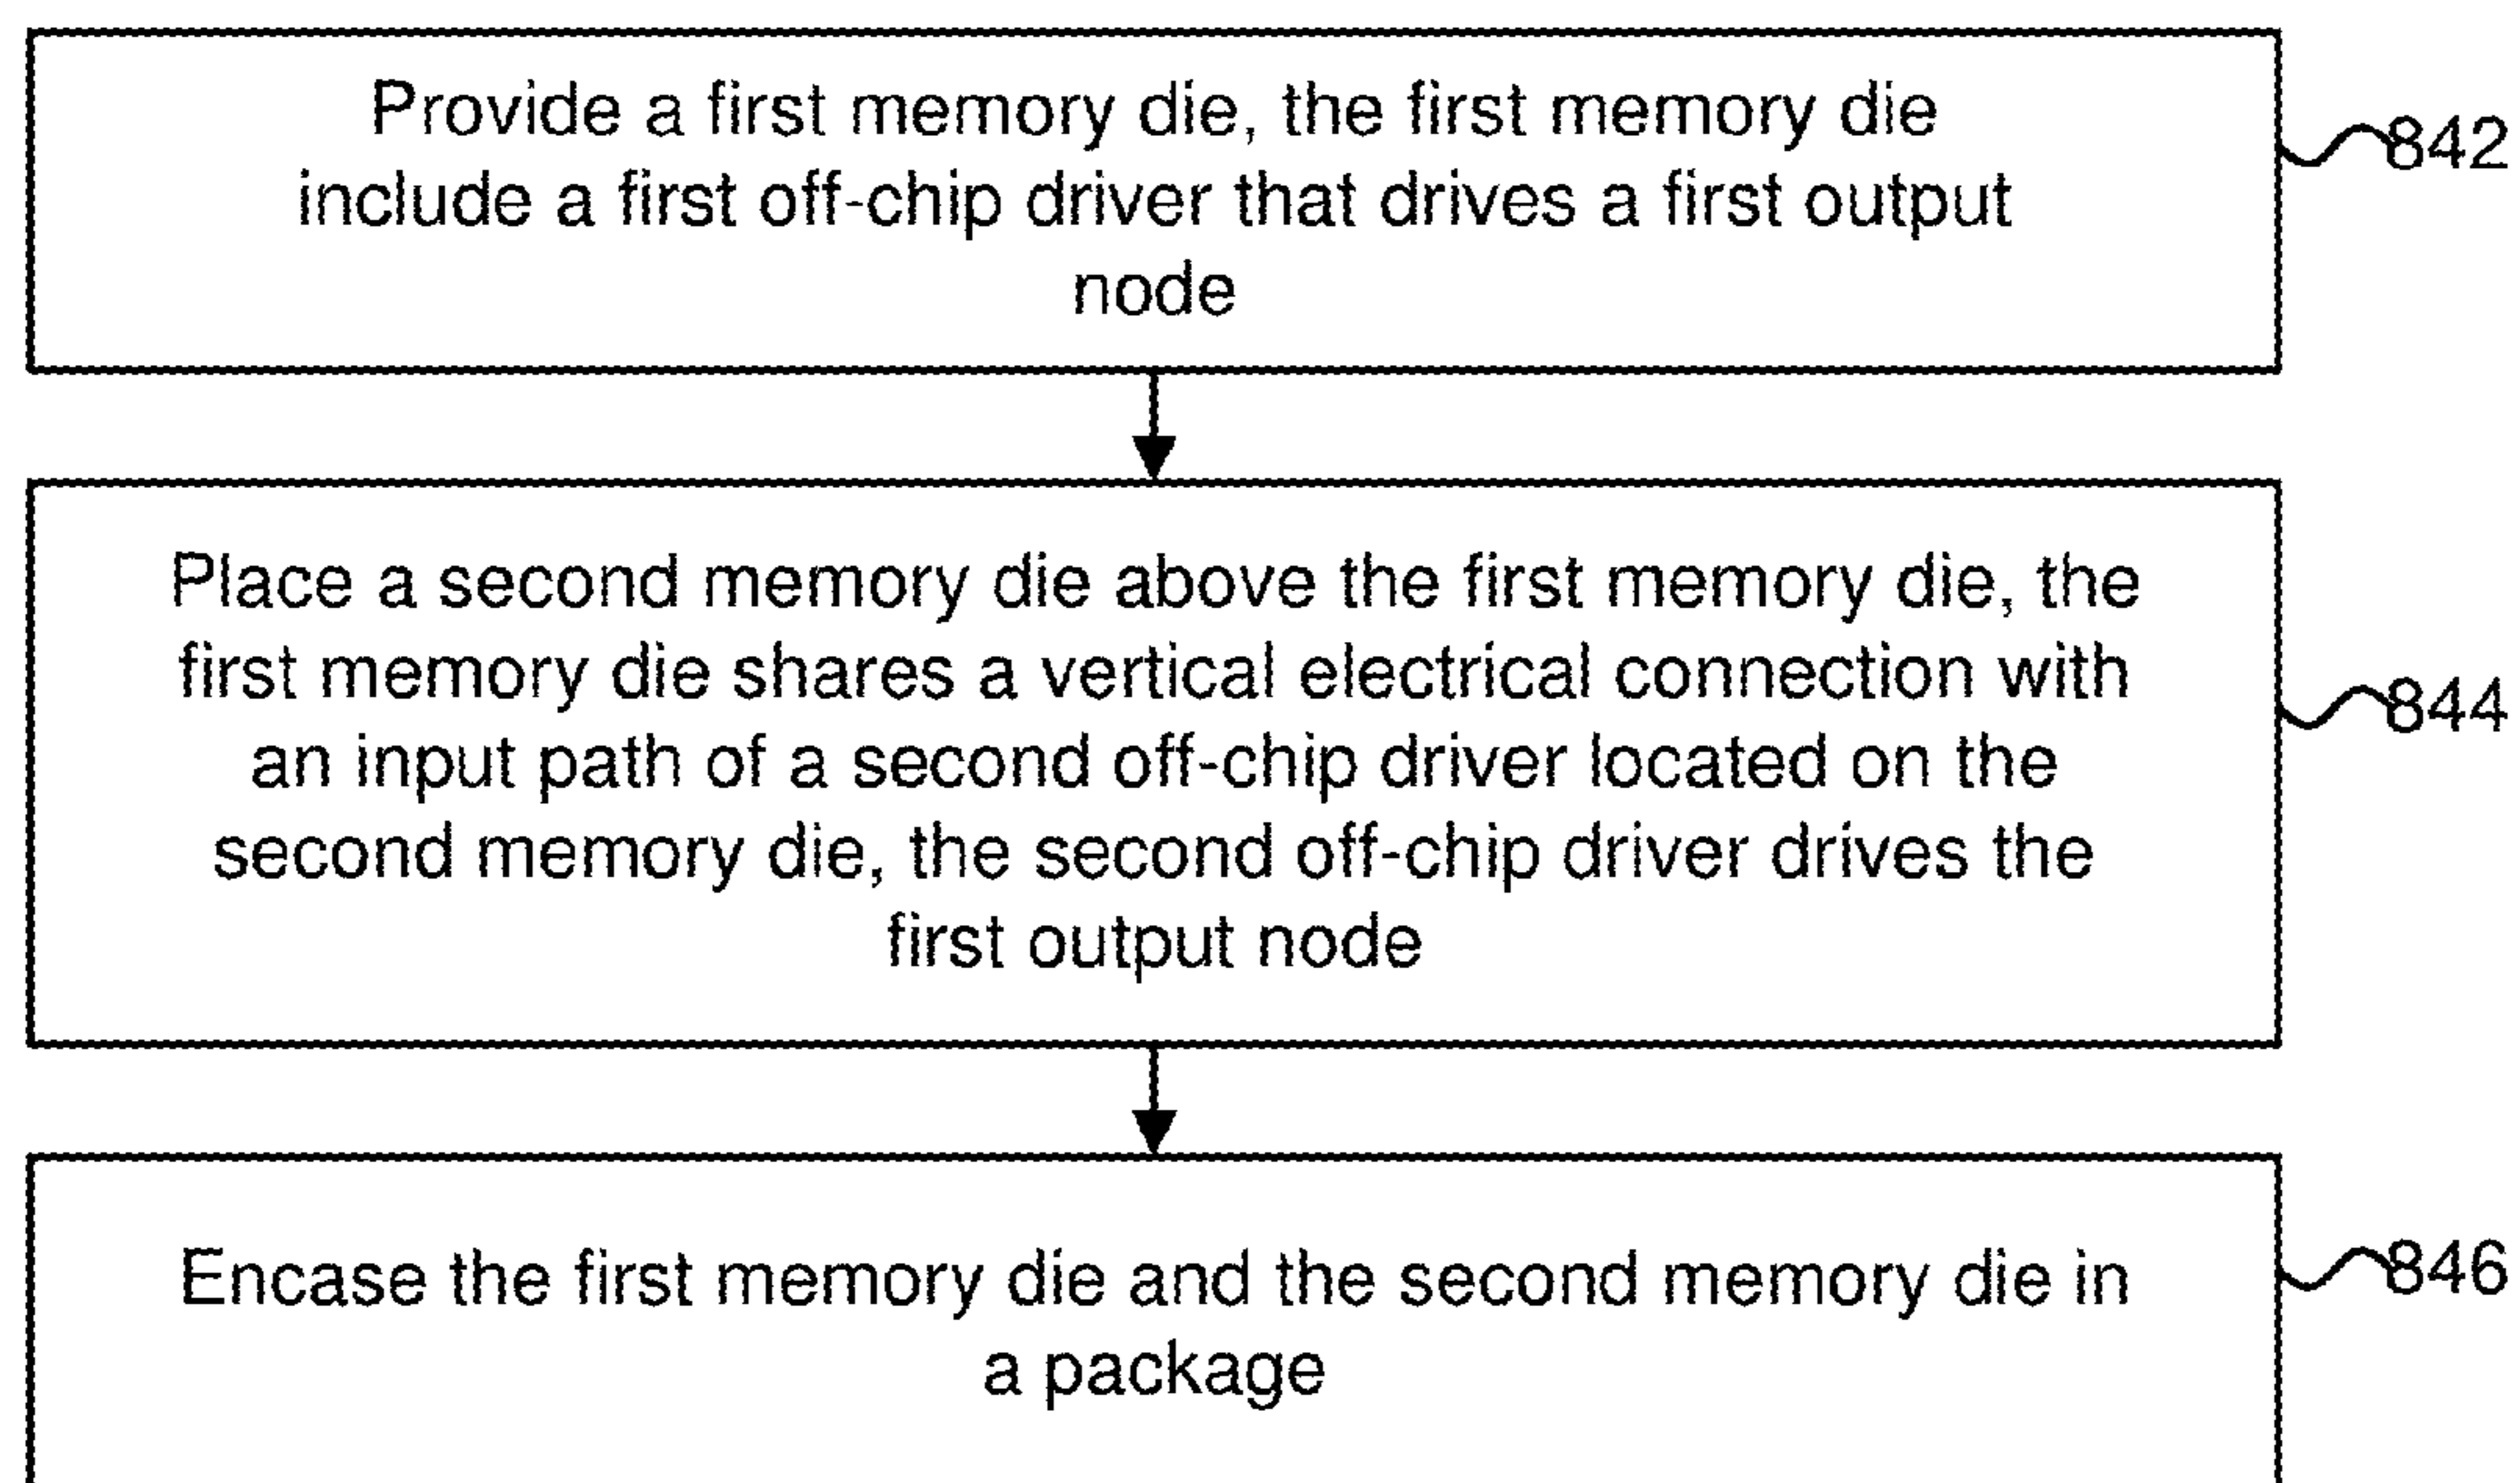 Provide a first memory die, the first memory die
include a first off-chip driver that drives a first output
node
842
Place a second memory die above the first memory die, the
first memory die shares a vertical electrical connection with
an input path of a second off-chip driver located on the
second memory die, the second off-chip driver drives the
first output node
844
Encase the first memory die and the second memory die in
a package
846